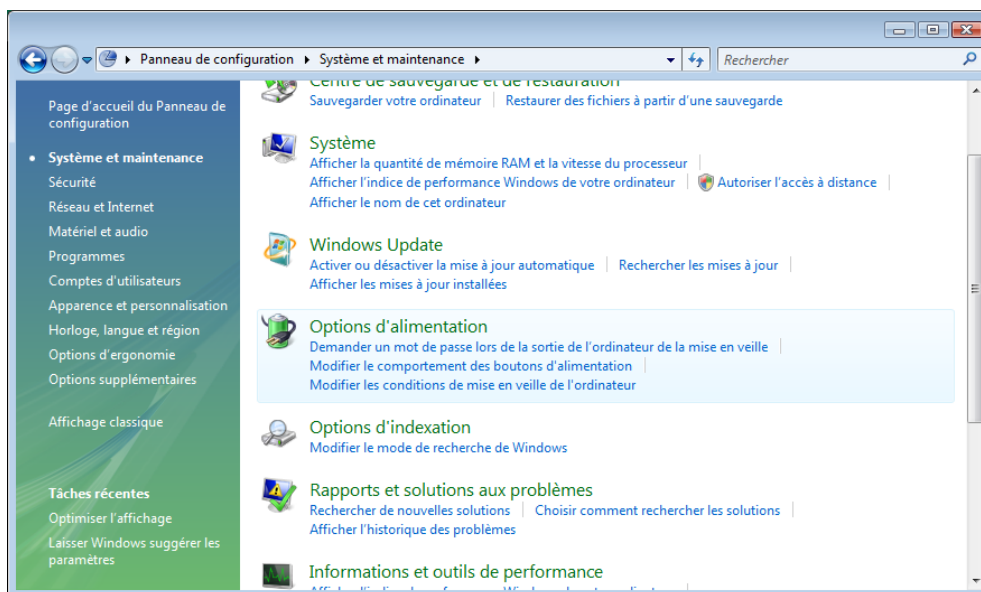 Panneau de configuration ▸ Système et maintenance ▸
Rechercher
Page d'accueil du Panneau de
configuration
• Système et maintenance
Sécurité
Réseau et Internet
Matériel et audio
Programmes
Comptes d'utilisateurs
Apparence et personnalisation
Horloge, langue et région
Options d'ergonomie
Options supplémentaires
Affichage classique
Tâches récentes
Optimiser l'affichage
Laisser Windows suggérer les
paramètres
Centre de sauvegarde et de restauration
Sauvegarder votre ordinateur | Restaurer des fichiers à partir d'une sauvegarde
Système
Afficher la quantité de mémoire RAM et la vitesse du processeur |
Afficher l'indice de performance Windows de votre ordinateur | Autoriser l'accès à distance |
Afficher le nom de cet ordinateur
Windows Update
Activer ou désactiver la mise à jour automatique | Rechercher les mises à jour |
Afficher les mises à jour installées
Options d'alimentation
Demander un mot de passe lors de la sortie de l'ordinateur de la mise en veille |
Modifier le comportement des boutons d'alimentation |
Modifier les conditions de mise en veille de l'ordinateur
Options d'indexation
Modifier le mode de recherche de Windows
Rapports et solutions aux problèmes
Rechercher de nouvelles solutions | Choisir comment rechercher les solutions |
Afficher l'historique des problèmes
Informations et outils de performance